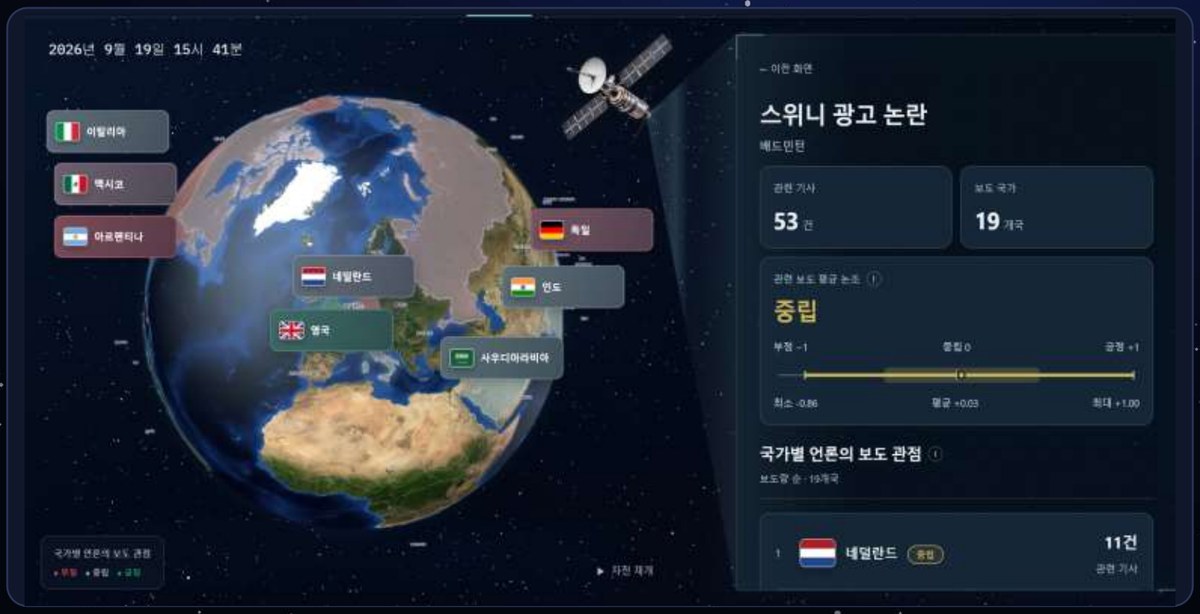 2026년 9월 19일 15시 41분
이탈리아
멕시코
아르헨티나
독일
네덜란드
인도
영국
사우디아라비아
국가별 언론의 보도 관점
부정 중립 긍정
▶ 자전 재개
← 이전 화면
스위니 광고 논란
배드민턴
관련 기사
53 건
보도 국가
19 개국
관련 보도 평균 논조
중립
부정 -1 중립 0 긍정 +1
최소 -0.86 평균 +0.03 최대 +1.00
국가별 언론의 보도 관점
보도량 순 · 19개국
1 네덜란드 중립 11건
관련 기사